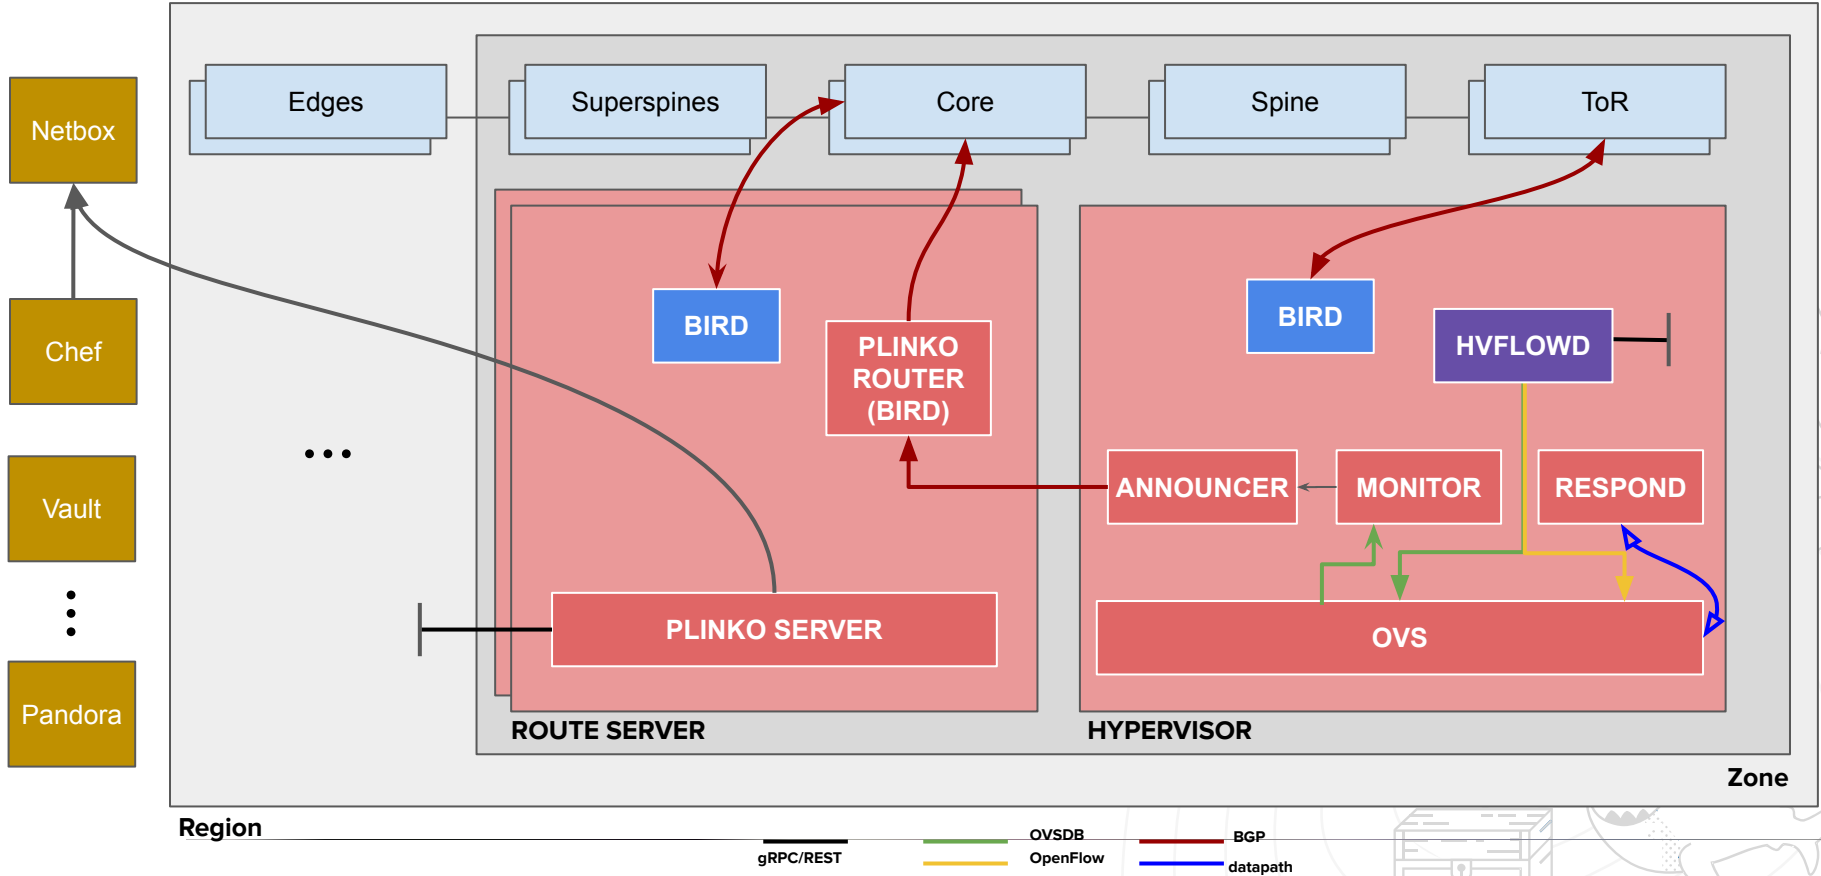 Edges
Superspines
Core
Spine
ToR
Netbox
Chef
Vault
Pandora
BIRD
PLINKO
ROUTER
(BIRD)
PLINKO SERVER
ROUTE SERVER
BIRD
HVFLOWD
ANNOUNCER
MONITOR
RESPOND
OVS
HYPERVISOR
Zone
Region
gRPC/REST
OVSDB
OpenFlow
BGP
datapath